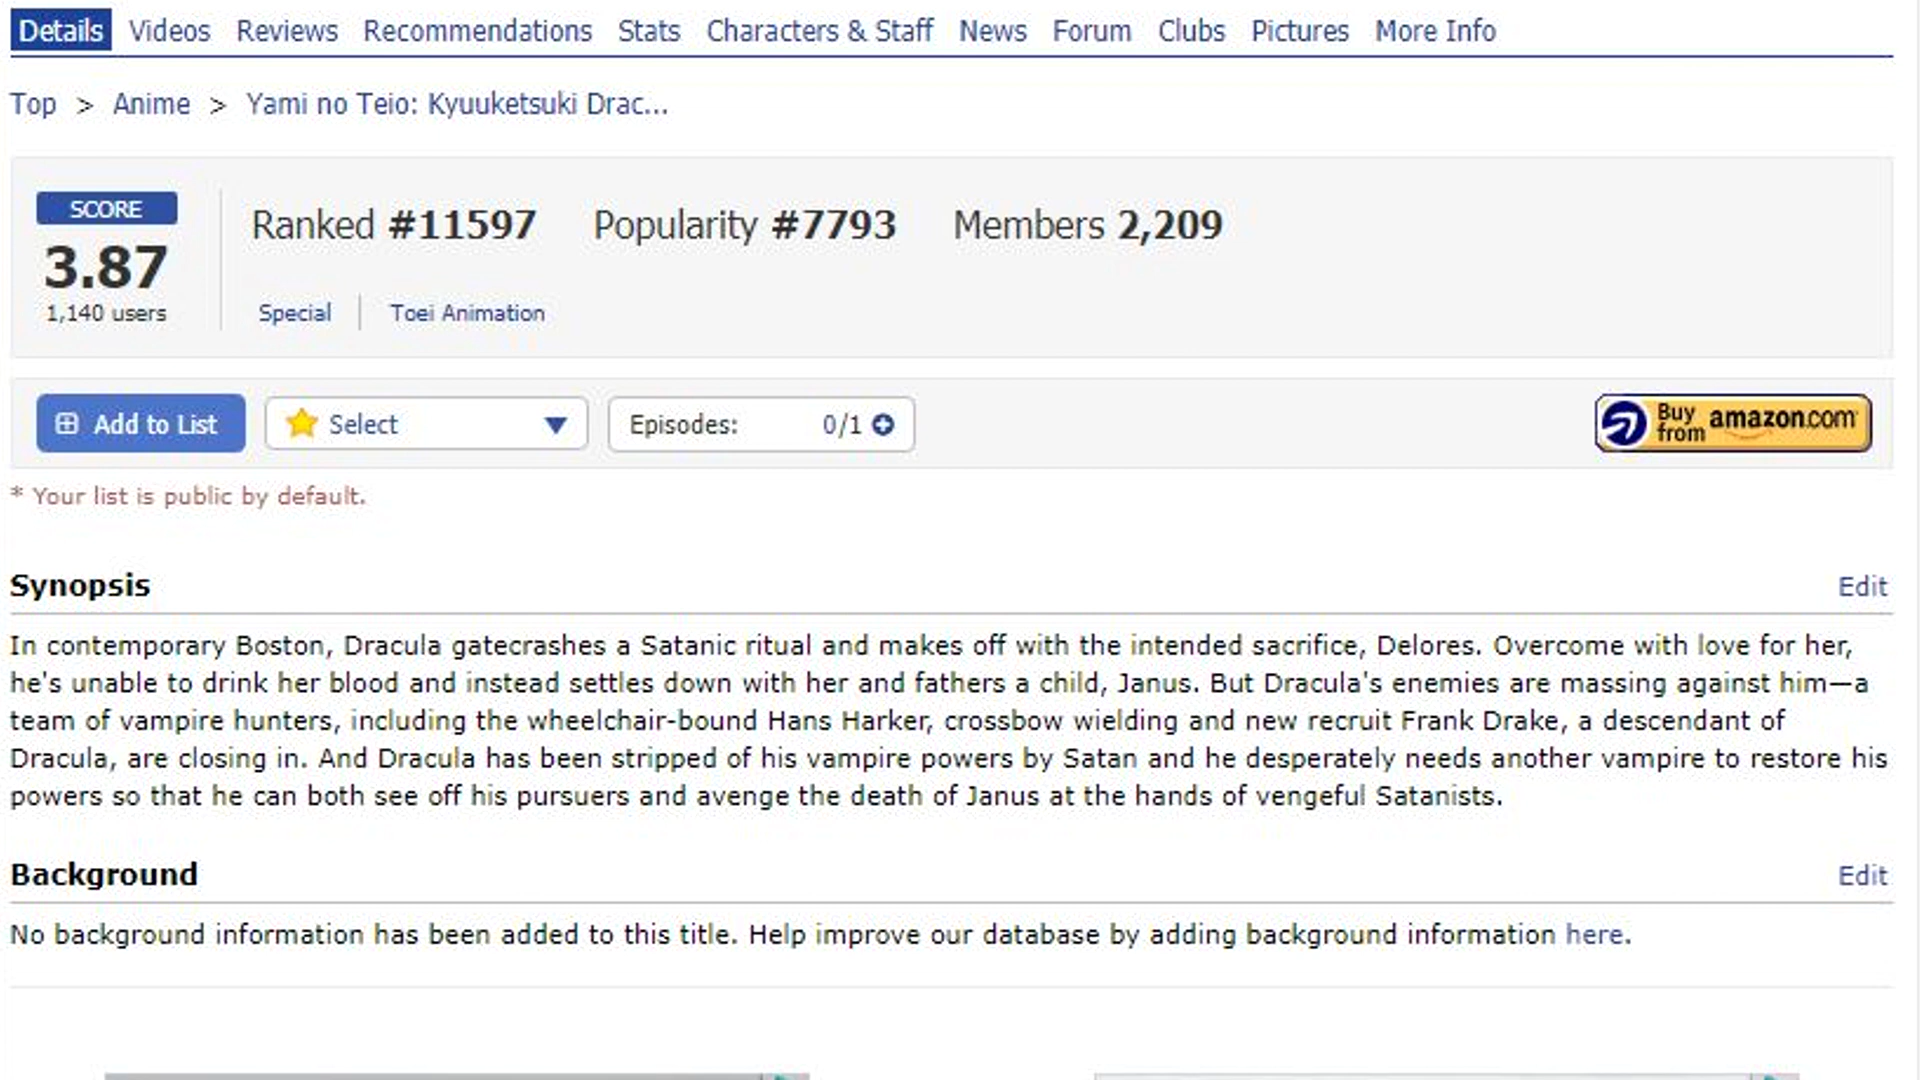 Details Videos Reviews Recommendations Stats Characters & Staff News Forum Clubs Pictures More Info
Top > Anime > Yami no Teio: Kyuuketsuki Drac...
SCORE
3.87
1,140 users
Ranked #11597 Popularity #7793 Members 2,209
Special Toei Animation
Add to List Select Episodes: 0/1
Buy from amazon.com
* Your list is public by default.
Synopsis Edit
In contemporary Boston, Dracula gatecrashes a Satanic ritual and makes off with the intended sacrifice, Delores. Overcome with love for her,
he's unable to drink her blood and instead settles down with her and fathers a child, Janus. But Dracula's enemies are massing against him—a
team of vampire hunters, including the wheelchair-bound Hans Harker, crossbow wielding and new recruit Frank Drake, a descendant of
Dracula, are closing in. And Dracula has been stripped of his vampire powers by Satan and he desperately needs another vampire to restore his
powers so that he can both see off his pursuers and avenge the death of Janus at the hands of vengeful Satanists.
Background Edit
No background information has been added to this title. Help improve our database by adding background information here.